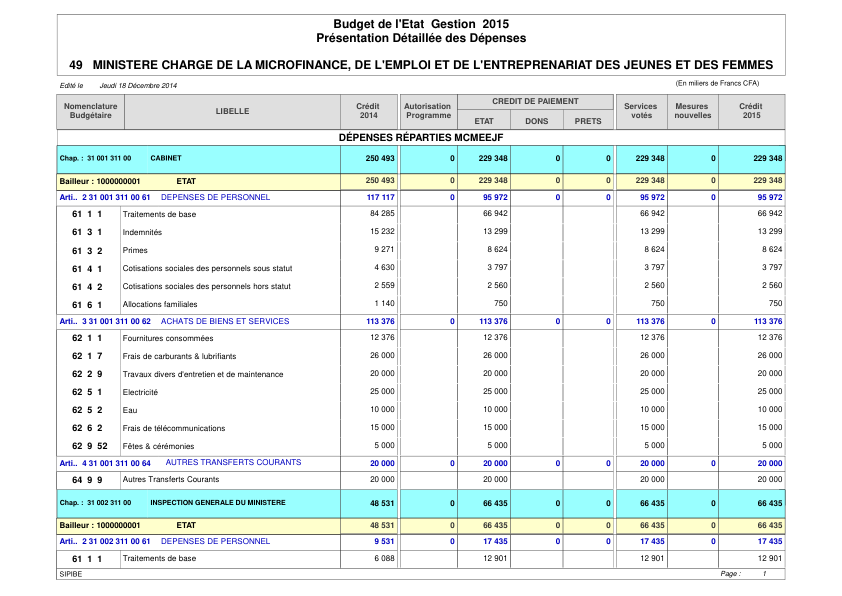 Budget de l'Etat Gestion 2015
Présentation Détaillée des Dépenses
49 MINISTERE CHARGE DE LA MICROFINANCE, DE L'EMPLOI ET DE L'ENTREPRENARIAT DES JEUNES ET DES FEMMES
Edité le Jeudi 18 Décembre 2014 (En miliers de Francs CFA)
Nomenclature Budgétaire LIBELLE Crédit 2014 Autorisation Programme CREDIT DE PAIEMENT ETAT DONS PRETS Services votés Mesures nouvelles Crédit 2015
DÉPENSES RÉPARTIES MCMEEJF
Chap. : 31 001 311 00 CABINET 250 493 0 229 348 0 0 229 348 0 229 348
Bailleur : 1000000001 ETAT 250 493 0 229 348 0 0 229 348 0 229 348
Arti.. 2 31 001 311 00 61 DEPENSES DE PERSONNEL 117 117 0 95 972 0 0 95 972 0 95 972
61 1 1 Traitements de base 84 285 66 942 66 942 66 942
61 3 1 Indemnités 15 232 13 299 13 299 13 299
61 3 2 Primes 9 271 8 624 8 624 8 624
61 4 1 Cotisations sociales des personnels sous statut 4 630 3 797 3 797 3 797
61 4 2 Cotisations sociales des personnels hors statut 2 559 2 560 2 560 2 560
61 6 1 Allocations familiales 1 140 750 750 750
Arti.. 3 31 001 311 00 62 ACHATS DE BIENS ET SERVICES 113 376 0 113 376 0 0 113 376 0 113 376
62 1 1 Fournitures consommées 12 376 12 376 12 376 12 376
62 1 7 Frais de carburants & lubrifiants 26 000 26 000 26 000 26 000
62 2 9 Travaux divers d'entretien et de maintenance 20 000 20 000 20 000 20 000
62 5 1 Electricité 25 000 25 000 25 000 25 000
62 5 2 Eau 10 000 10 000 10 000 10 000
62 6 2 Frais de télécommunications 15 000 15 000 15 000 15 000
62 9 52 Fêtes & cérémonies 5 000 5 000 5 000 5 000
Arti.. 4 31 001 311 00 64 AUTRES TRANSFERTS COURANTS 20 000 0 20 000 0 0 20 000 0 20 000
64 9 9 Autres Transferts Courants 20 000 20 000 20 000 20 000
Chap. : 31 002 311 00 INSPECTION GENERALE DU MINISTERE 48 531 0 66 435 0 0 66 435 0 66 435
Bailleur : 1000000001 ETAT 48 531 0 66 435 0 0 66 435 0 66 435
Arti.. 2 31 002 311 00 61 DEPENSES DE PERSONNEL 9 531 0 17 435 0 0 17 435 0 17 435
61 1 1 Traitements de base 6 088 12 901 12 901 12 901
SIPIBE Page : 1